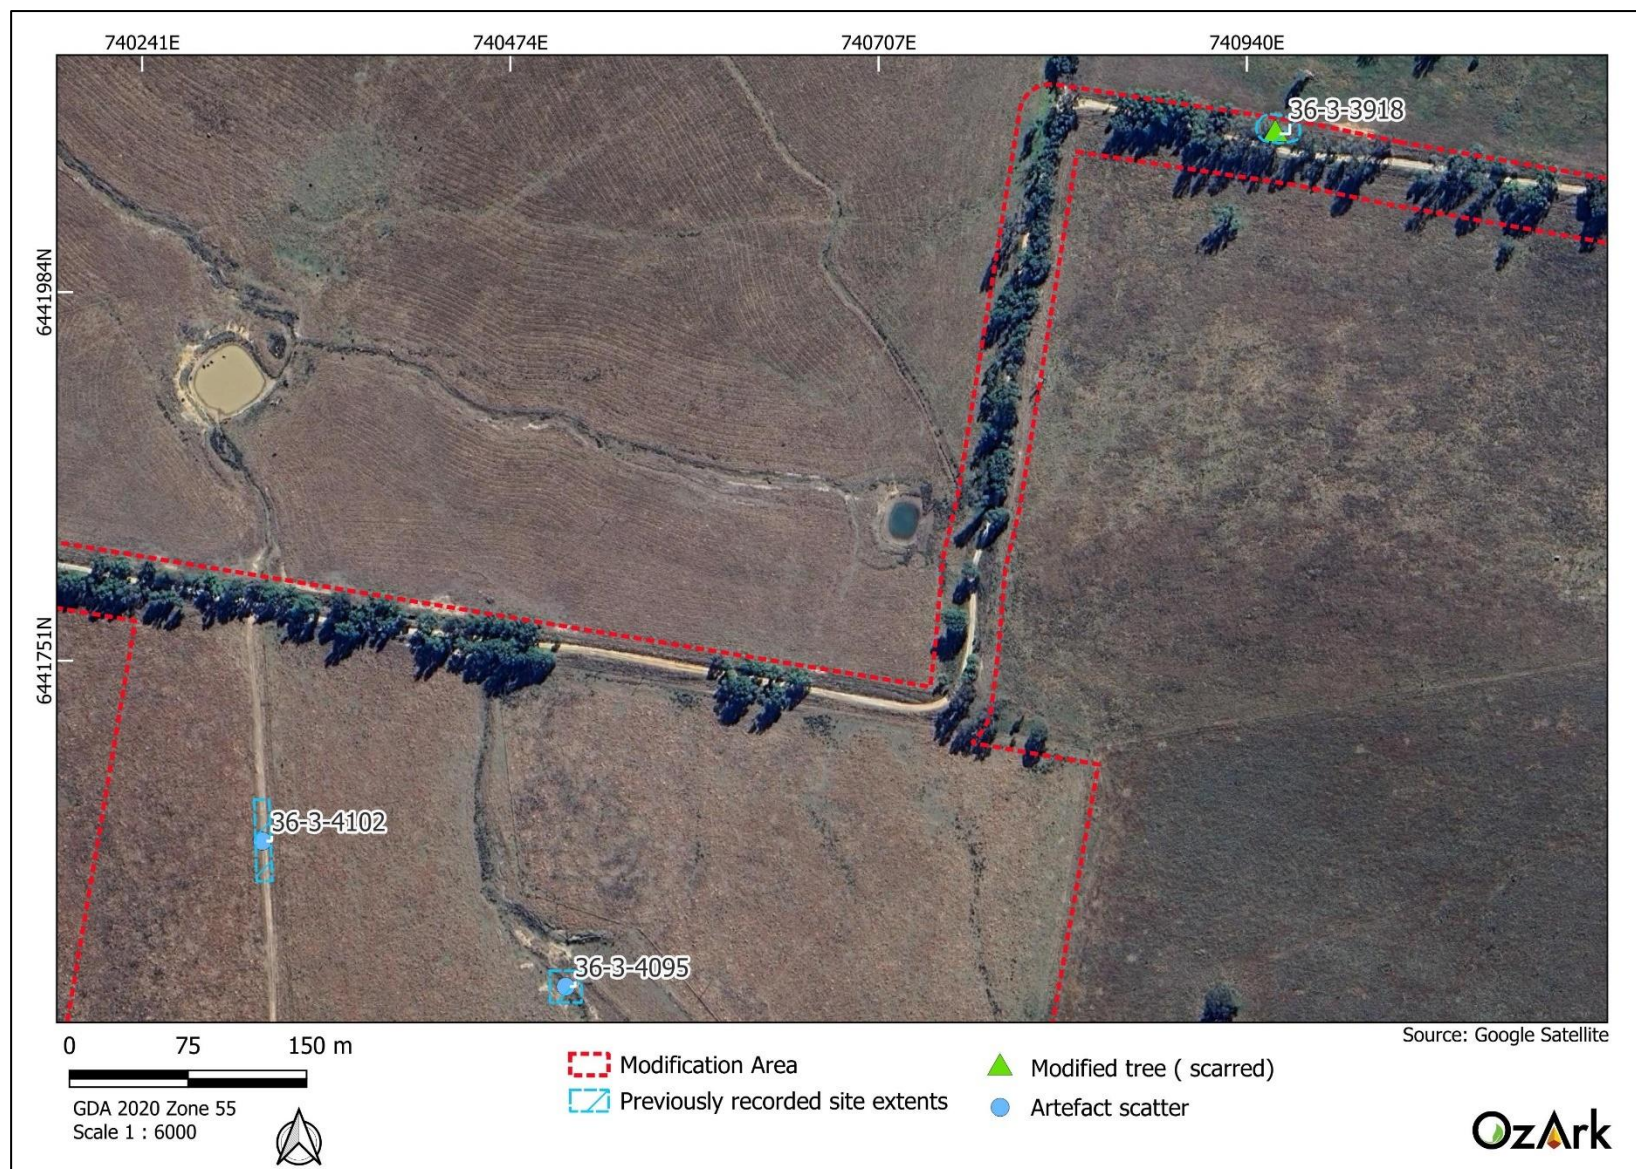 740241E 740474E 740707E 740940E
36-3-3918
6441984N
6441751N
36-3-4102
36-3-4095
Source: Google Satellite
0 75 150 m
GDA 2020 Zone 55
Scale 1 : 6000
Modification Area
Previously recorded site extents
Modified tree ( scarred)
Artefact scatter
OzArk